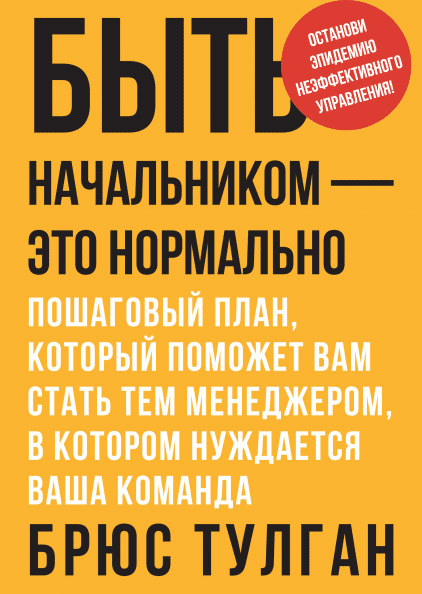 БЫТЬ
ОСТАНОВИ
ЭПИДЕМИЮ
НЕЭФФЕКТИВНОГО
УПРАВЛЕНИЯ!
НАЧАЛЬНИКОМ —
ЭТО НОРМАЛЬНО
ПОШАГОВЫЙ ПЛАН,
КОТОРЫЙ ПОМОЖЕТ ВАМ
СТАТЬ ТЕМ МЕНЕДЖЕРОМ,
В КОТОРОМ НУЖДАЕТСЯ
ВАША КОМАНДА
БРЮС ТУЛГАН